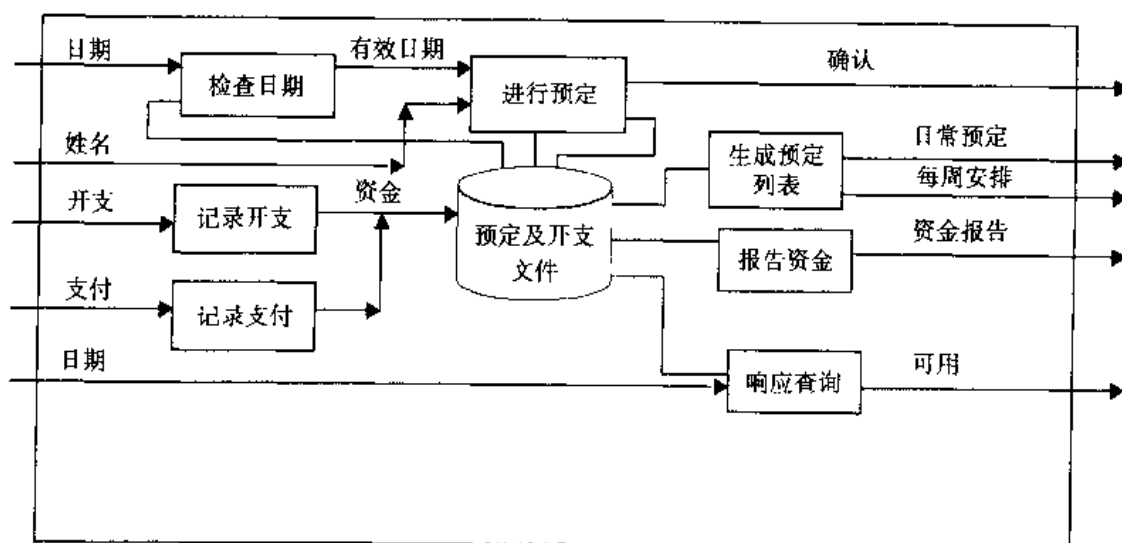 日期
有效日期
确认
检查日期
进行预定
姓名
日常预定
生成预定
列表
每周安排
开支
记录开支
资金
预定及开支
文件
资金报告
报告资金
支付
记录支付
日期
响应查询
可用